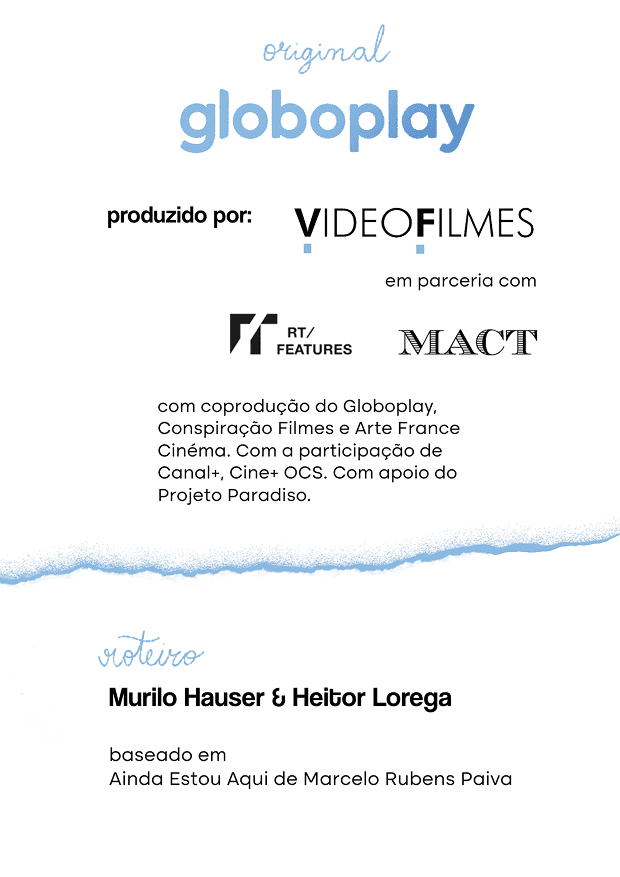 original
globoplay
produzido por:
VIDEOFILMES
em parceria com
RT/
FEATURES
MACT
com coprodução do Globoplay,
Conspiração Filmes e Arte France
Cinéma. Com a participação de
Canal+, Cine+ OCS. Com apoio do
Projeto Paradiso.
roteiro
Murilo Hauser & Heitor Lorega
baseado em
Ainda Estou Aqui de Marcelo Rubens Paiva